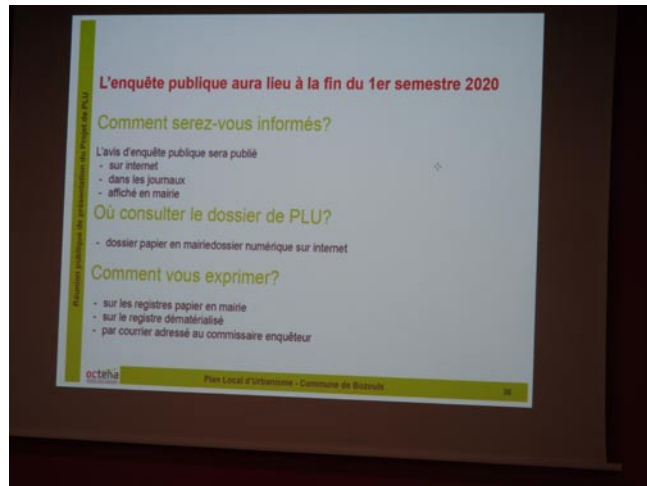 L'enquête publique aura lieu à la fin du 1er semestre 2020
Comment serez-vous informés?
L'avis d'enquête publique sera publié
- sur internet
- dans les journaux
- affiché en mairie
Où consulter le dossier de PLU?
- dossier papier en mairiedossier numérique sur internet
Comment vous exprimer?
- sur les registres papier en mairie
- sur le registre dématérialisé
- par courrier adressé au commissaire enquêteur
Réunion publique de présentation du Projet de PLU
octeha
Plan Local d'Urbanisme - Commune de Bozouls